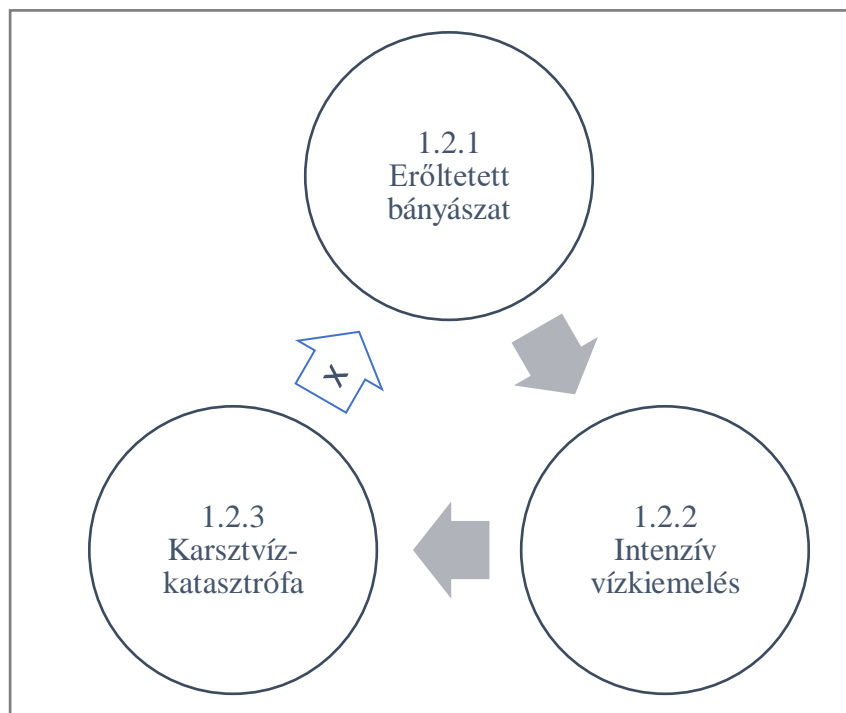 1.2.1
Erőltetett
bányászat
x
1.2.3
Karsztvíz-
katasztrófa
1.2.2
Intenzív
vízkiemelés